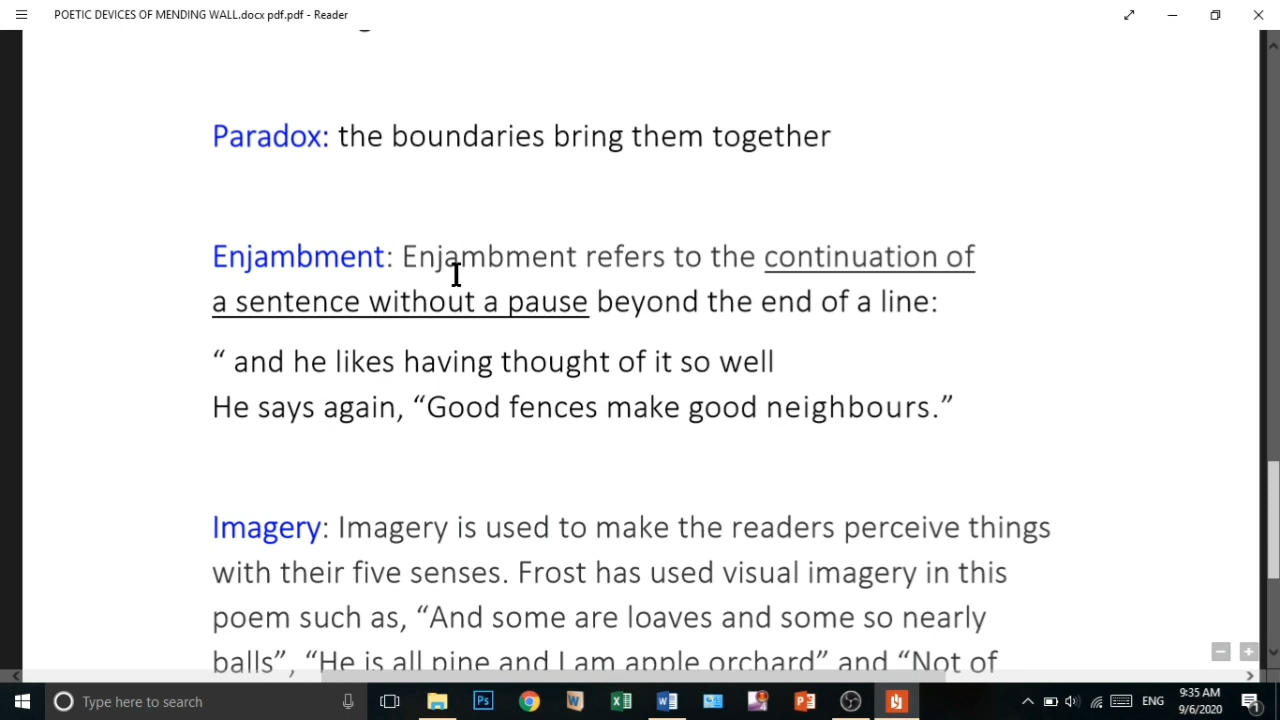 POETIC DEVICES OF MENDING WALL.docx pdf.pdf - Reader
Paradox: the boundaries bring them together
Enjambment: Enjambment refers to the continuation of
a sentence without a pause beyond the end of a line:
“ and he likes having thought of it so well
He says again, “Good fences make good neighbours.”
Imagery: Imagery is used to make the readers perceive things
with their five senses. Frost has used visual imagery in this
poem such as, “And some are loaves and some so nearly
balls”, “He is all pine and I am apple orchard” and “Not of
Type here to search
ENG
9:35 AM
9/6/2020